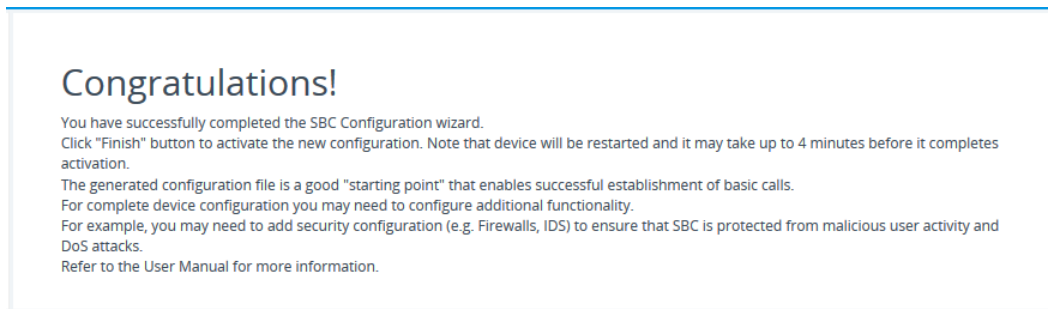 Congratulations!
You have successfully completed the SBC Configuration wizard.
Click "Finish" button to activate the new configuration. Note that device will be restarted and it may take up to 4 minutes before it completes
activation.
The generated configuration file is a good "starting point" that enables successful establishment of basic calls.
For complete device configuration you may need to configure additional functionality.
For example, you may need to add security configuration (e.g. Firewalls, IDS) to ensure that SBC is protected from malicious user activity and
DoS attacks.
Refer to the User Manual for more information.